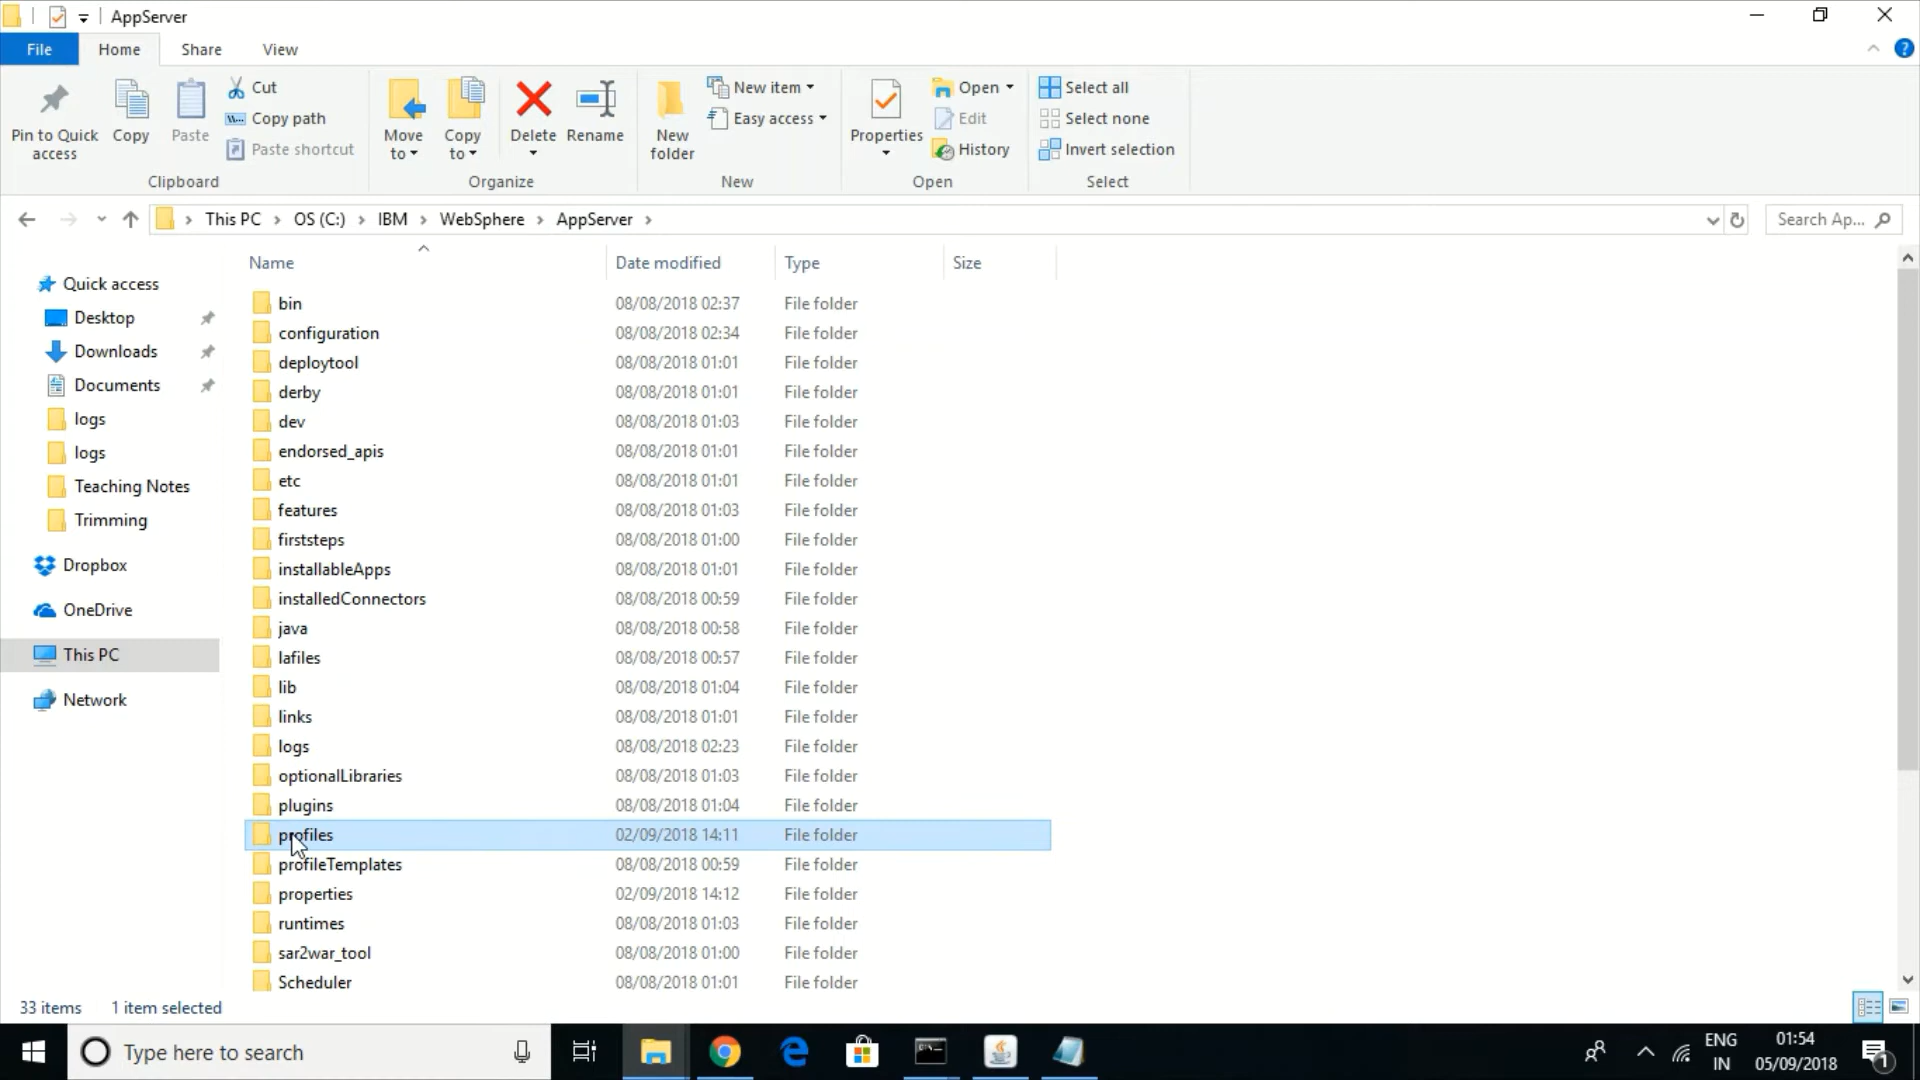 AppServer
File
Home
Share
View
Pin to Quick access
Copy
Paste
Cut
Copy path
Paste shortcut
Clipboard
Move to
Copy to
Delete
Rename
Organize
New folder
New item
Easy access
New
Properties
Open
Edit
History
Open
Select all
Select none
Invert selection
Select
This PC > OS (C:) > IBM > WebSphere > AppServer >
Search Ap...
Name Date modified Type Size
Quick access
Desktop
Downloads
Documents
logs
logs
Teaching Notes
Trimming
Dropbox
OneDrive
This PC
Network
bin 08/08/2018 02:37 File folder
configuration 08/08/2018 02:34 File folder
deploytool 08/08/2018 01:01 File folder
derby 08/08/2018 01:01 File folder
dev 08/08/2018 01:03 File folder
endorsed_apis 08/08/2018 01:01 File folder
etc 08/08/2018 01:01 File folder
features 08/08/2018 01:03 File folder
firststeps 08/08/2018 01:00 File folder
installableApps 08/08/2018 01:01 File folder
installedConnectors 08/08/2018 00:59 File folder
java 08/08/2018 00:58 File folder
lafiles 08/08/2018 00:57 File folder
lib 08/08/2018 01:04 File folder
links 08/08/2018 01:01 File folder
logs 08/08/2018 02:23 File folder
optionalLibraries 08/08/2018 01:03 File folder
plugins 08/08/2018 01:04 File folder
profiles 02/09/2018 14:11 File folder
profileTemplates 08/08/2018 00:59 File folder
properties 02/09/2018 14:12 File folder
runtimes 08/08/2018 01:03 File folder
sar2war_tool 08/08/2018 01:00 File folder
Scheduler 08/08/2018 01:01 File folder
33 items 1 item selected
Type here to search
ENG
IN
01:54
05/09/2018
1